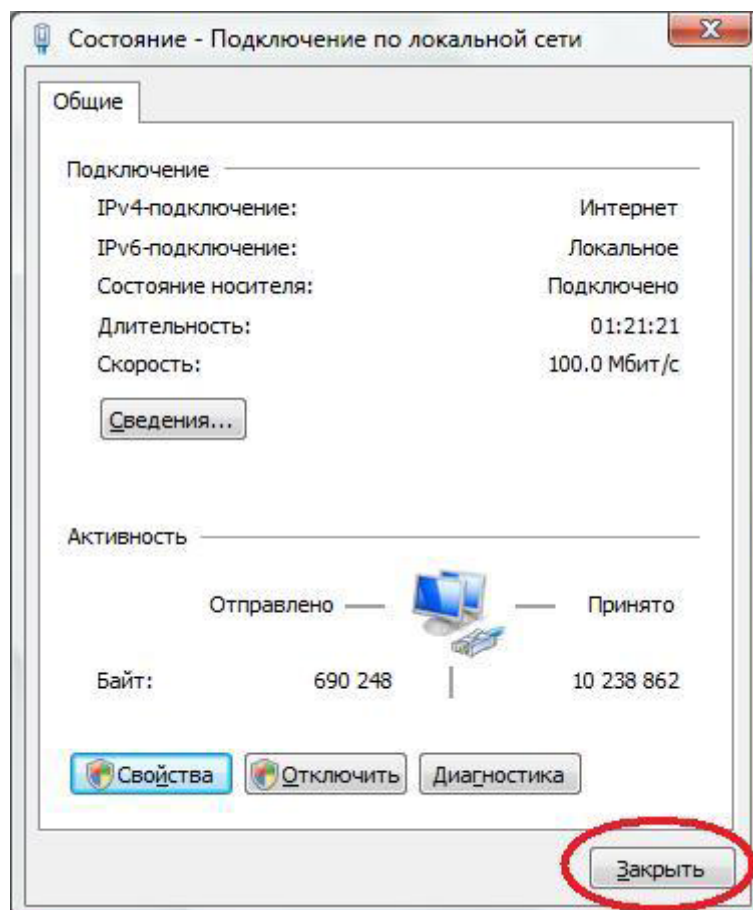 Состояние - Подключение по локальной сети
Общие
Подключение
IPv4-подключение: Интернет
IPv6-подключение: Локальное
Состояние носителя: Подключено
Длительность: 01:21:21
Скорость: 100.0 Мбит/с
Сведения...
Активность
Отправлено — — Принято
Байт: 690 248 | 10 238 862
Свойства Отключить Диагностика
Закрыть